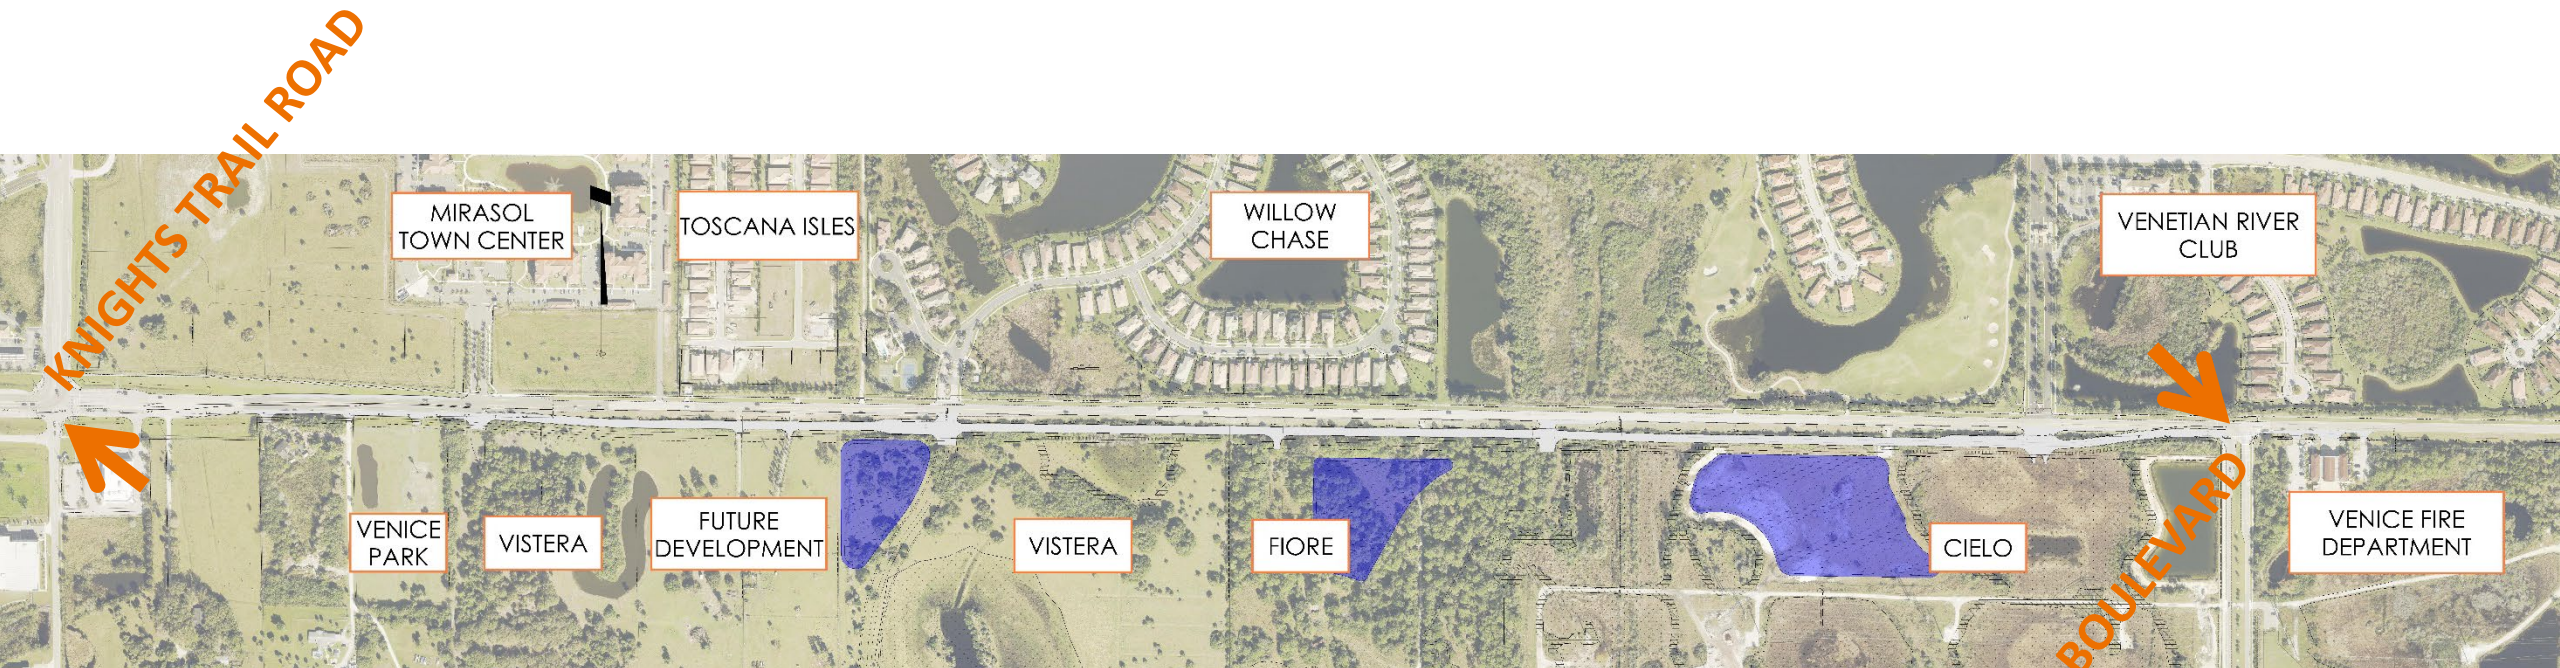 KNIGHTS TRAIL ROAD
MIRASOL
TOWN CENTER
TOSCANA ISLES
WILLOW
CHASE
VENETIAN RIVER
CLUB
VENICE
PARK
VISTERA
FUTURE
DEVELOPMENT
VISTERA
FIORE
CIELO
BOULEVARD
VENICE FIRE
DEPARTMENT